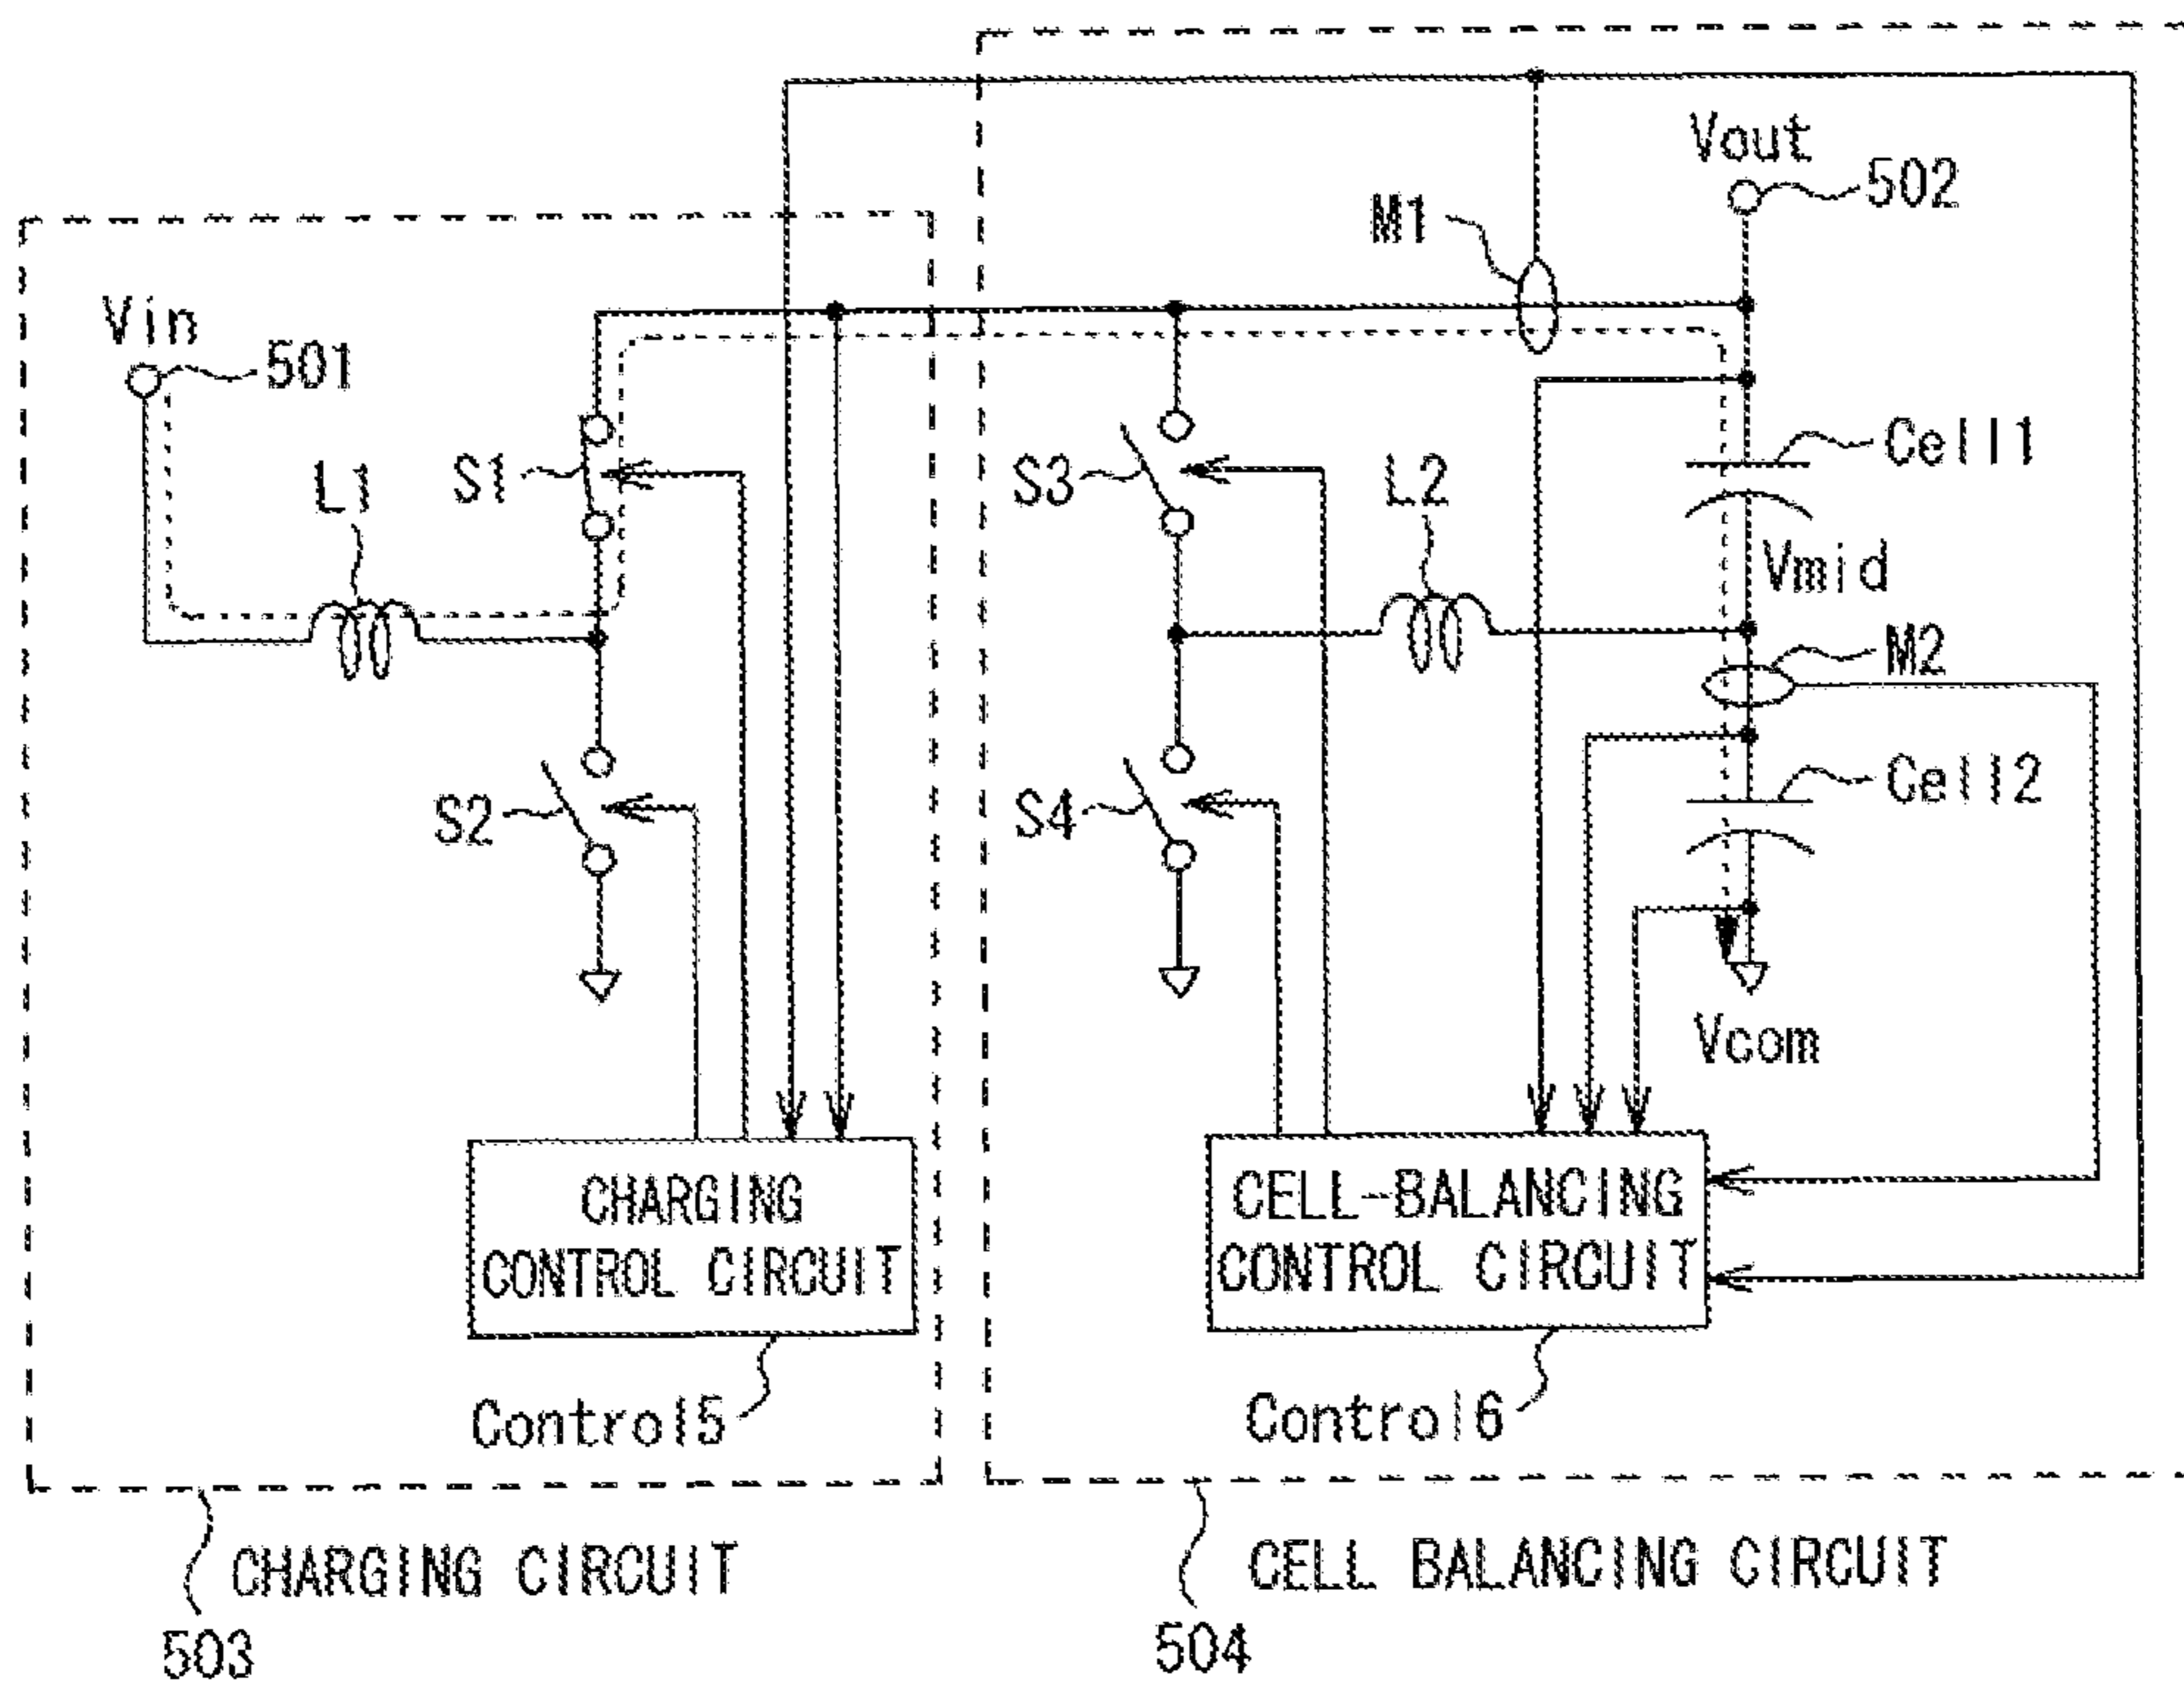 Vout
502
M1
Vin
501
L1
S1
S3
L2
Cell1
Vmid
M2
S2
S4
Cell2
Vcom
CHARGING
CONTROL CIRCUIT
CELL-BALANCING
CONTROL CIRCUIT
Control5
Control6
CHARGING CIRCUIT
503
CELL BALANCING CIRCUIT
504